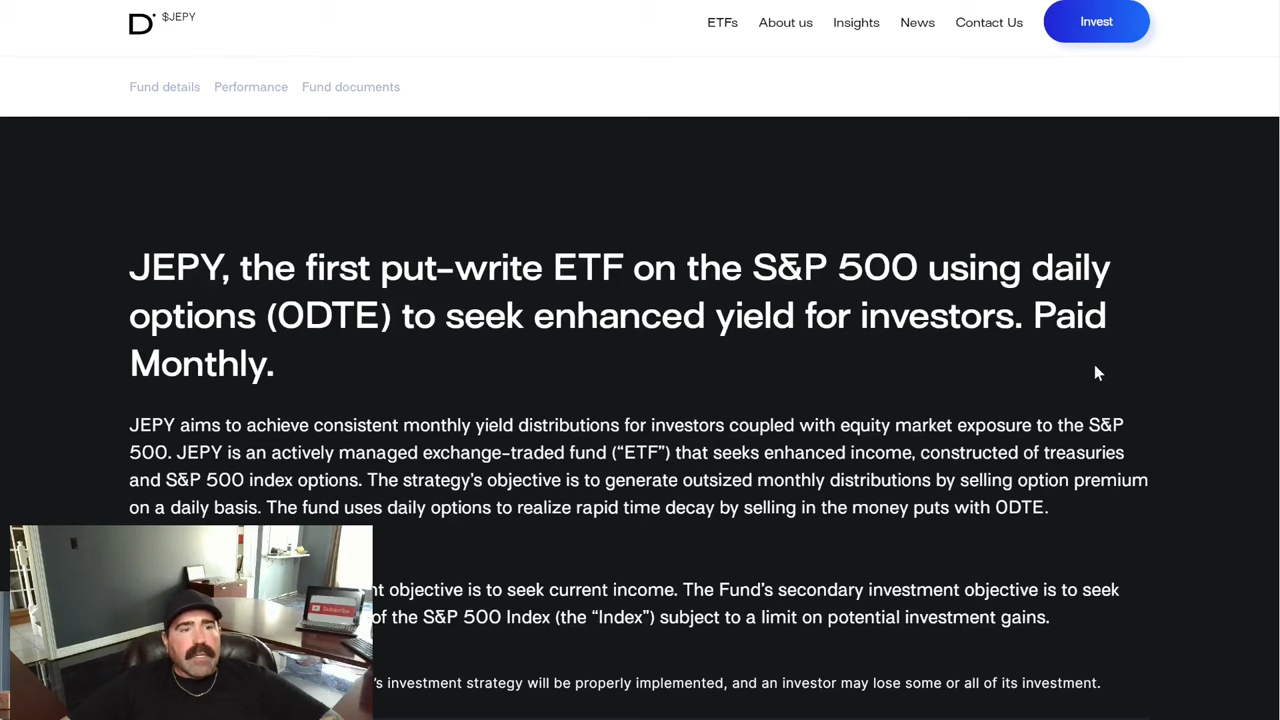 D
$JEPY
ETFs
About us
Insights
News
Contact Us
Invest
Fund details
Performance
Fund documents
JEPY, the first put-write ETF on the S&P 500 using daily
options (0DTE) to seek enhanced yield for investors. Paid
Monthly.
JEPY aims to achieve consistent monthly yield distributions for investors coupled with equity market exposure to the S&P
500. JEPY is an actively managed exchange-traded fund (“ETF”) that seeks enhanced income, constructed of treasuries
and S&P 500 index options. The strategy’s objective is to generate outsized monthly distributions by selling option premium
on a daily basis. The fund uses daily options to realize rapid time decay by selling in the money puts with 0DTE.
objective is to seek current income. The Fund’s secondary investment objective is to seek
of the S&P 500 Index (the “Index”) subject to a limit on potential investment gains.
’s investment strategy will be properly implemented, and an investor may lose some or all of its investment.
Subscribe